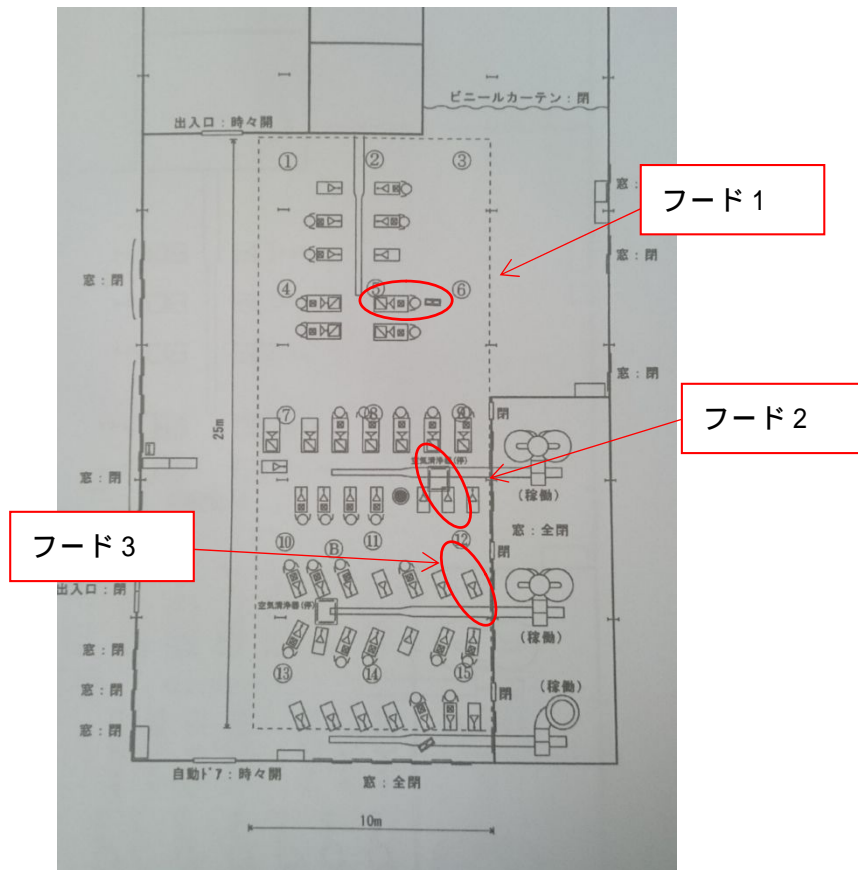 ビニールカーテン：閉
出入口：時々開
①
②
③
窓：
フード1
窓：閉
窓：閉
④
⑤
⑥
窓：閉
25m
⑦
⑧
⑨
閉
フード2
空気清浄器(停)
窓：閉
(稼働)
窓：全閉
フード3
⑩
Ⓑ
⑪
⑫
閉
出入口：閉
空気清浄器(停)
(稼働)
窓：閉
⑬
⑭
⑮
窓：閉
閉
(稼働)
窓：閉
自動ドア：時々開
窓：全閉
10m